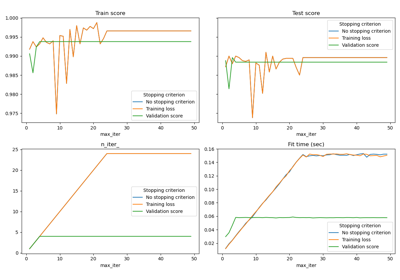 Train score
1.000
0.995
0.990
0.985
0.980
0.975
Stopping criterion
No stopping criterion
Training loss
Validation score
0
10
20
30
40
50
max_iter
Test score
Stopping criterion
No stopping criterion
Training loss
Validation score
0
10
20
30
40
50
max_iter
n_iter_
25
20
15
10
5
0
Stopping criterion
No stopping criterion
Training loss
Validation score
0
10
20
30
40
50
max_iter
Fit time (sec)
0.16
0.14
0.12
0.10
0.08
0.06
0.04
0.02
Stopping criterion
No stopping criterion
Training loss
Validation score
0
10
20
30
40
50
max_iter